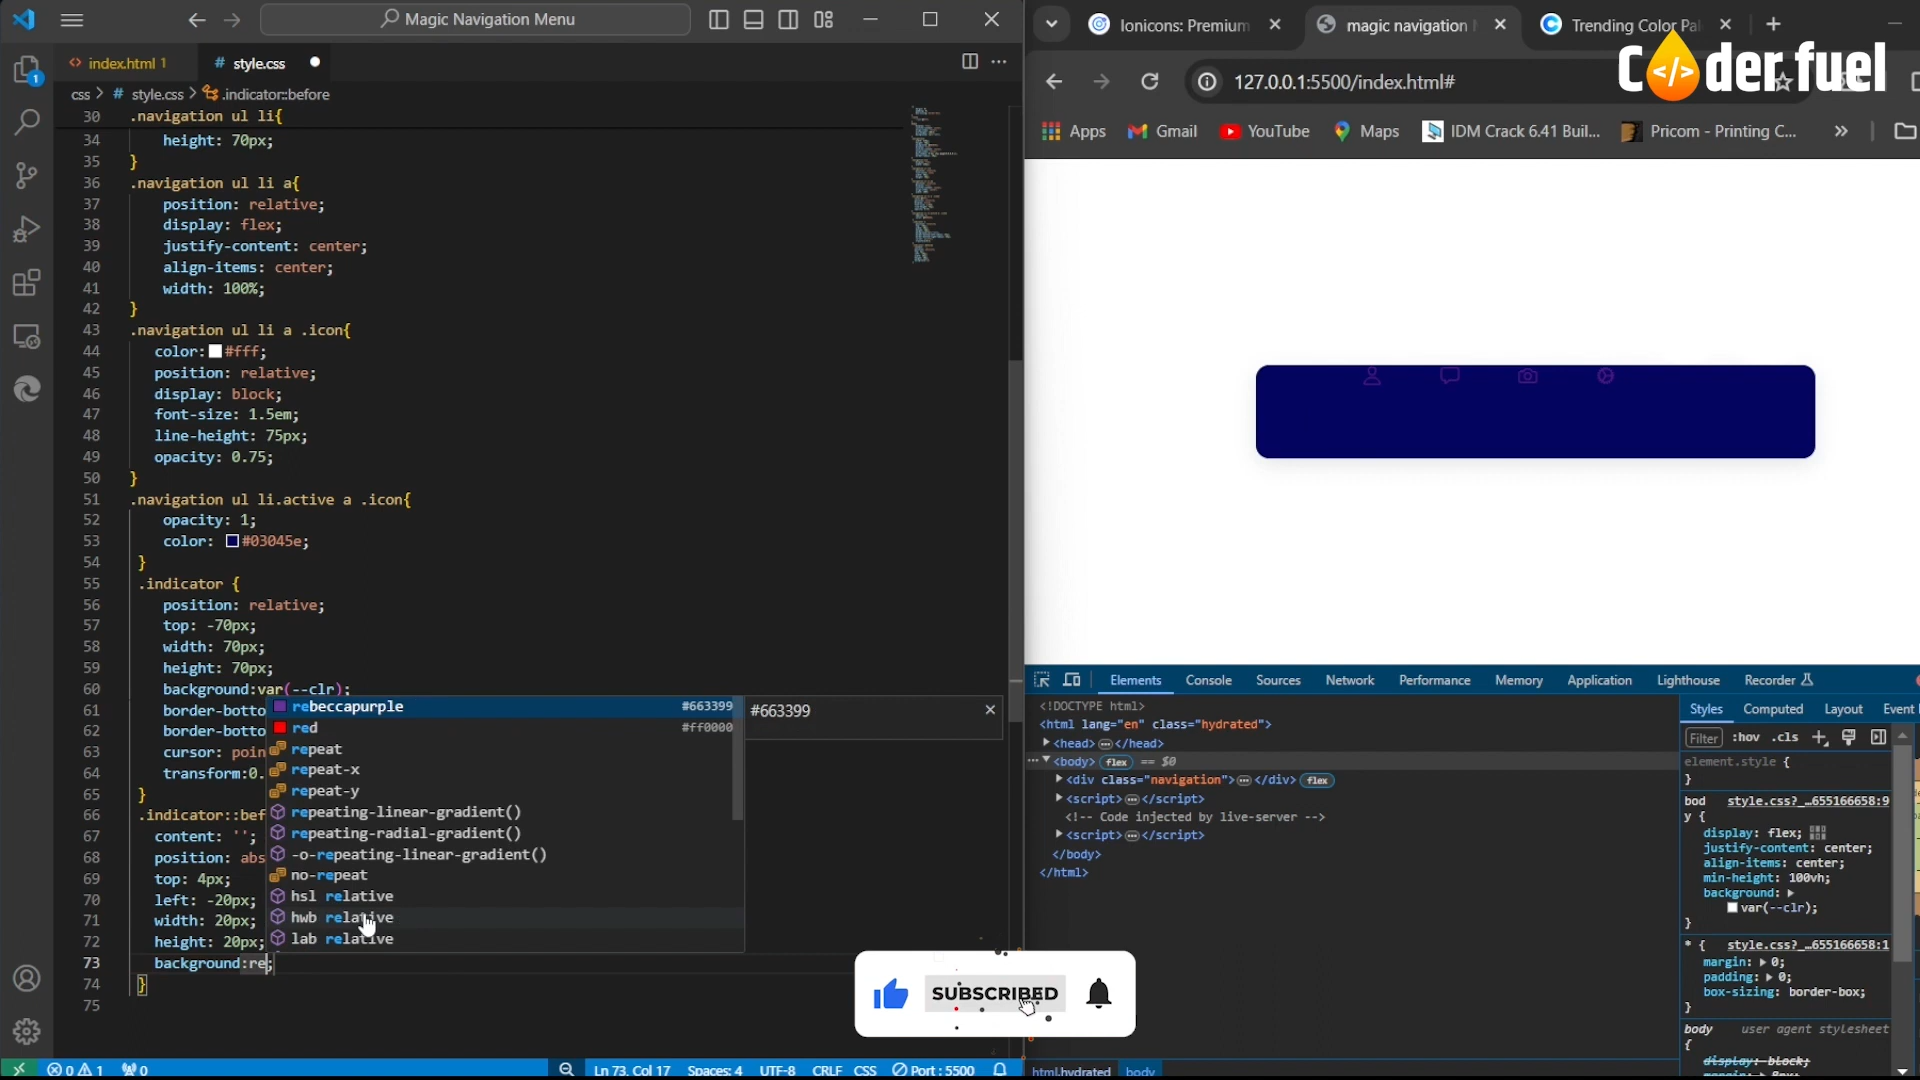 Magic Navigation Menu
index.html 1
# style.css
css > # style.css > .indicator::before
30 .navigation ul li{
34 height: 70px;
35 }
36 .navigation ul li a{
37 position: relative;
38 display: flex;
39 justify-content: center;
40 align-items: center;
41 width: 100%;
42 }
43 .navigation ul li a .icon{
44 color: #fff;
45 position: relative;
46 display: block;
47 font-size: 1.5em;
48 line-height: 75px;
49 opacity: 0.75;
50 }
51 .navigation ul li.active a .icon{
52 opacity: 1;
53 color: #03045e;
54 }
55 .indicator {
56 position: relative;
57 top: -70px;
58 width: 70px;
59 height: 70px;
60 background:var(--clr);
61 border-botto
62 border-botto
63 cursor: poin
64 transform:0.
65 }
66 .indicator::bef
67 content: '';
68 position: abs
69 top: 4px;
70 left: -20px;
71 width: 20px;
72 height: 20px;
73 background:re;
74 }
75
rebeccapurple #663399
red #ff0000
repeat
repeat-x
repeat-y
repeating-linear-gradient()
repeating-radial-gradient()
-o-repeating-linear-gradient()
no-repeat
hsl relative
hwb relative
lab relative
#663399
0 1 0 Ln 73, Col 17 Spaces: 4 UTF-8 CRLF CSS Port : 5500
Ionicons: Premium
magic navigation
Trending Color Pa
C</>der fuel
127.0.0.1:5500/index.html#
Apps Gmail YouTube Maps IDM Crack 6.41 Buil... Pricom - Printing C... »
Elements Console Sources Network Performance Memory Application Lighthouse Recorder
<!DOCTYPE html>
<html lang="en" class="hydrated">
<head>…</head>
… <body> flex == $0
<div class="navigation">…</div> flex
<script>…</script>
<!-- Code injected by live-server -->
<script>…</script>
</body>
</html>
html.hydrated body
Styles Computed Layout Event
Filter :hov .cls
element.style {
}
bod style.css?_…655166658:9
y {
display: flex;
justify-content: center;
align-items: center;
min-height: 100vh;
background:
var(--clr);
}
* { style.css?_…655166658:1
margin: 0;
padding: 0;
box-sizing: border-box;
}
body user agent stylesheet
{
display: block;
margin: 8px;
SUBSCRIBED